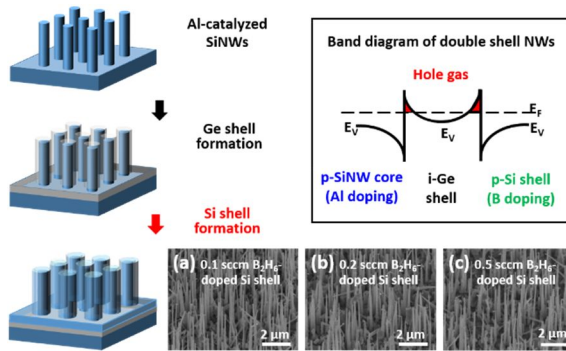 Al-catalyzed
SiNWs
Ge shell
formation
Si shell
formation
Band diagram of double shell NWs
Hole gas
E_F
E_V
E_V
E_V
p-SiNW core
(Al doping)
i-Ge
shell
p-Si shell
(B doping)
(a) 0.1 sccm B₂H₆-
doped Si shell
2 μm
(b) 0.2 sccm B₂H₆-
doped Si shell
2 μm
(c) 0.5 sccm B₂H₆-
doped Si shell
2 μm